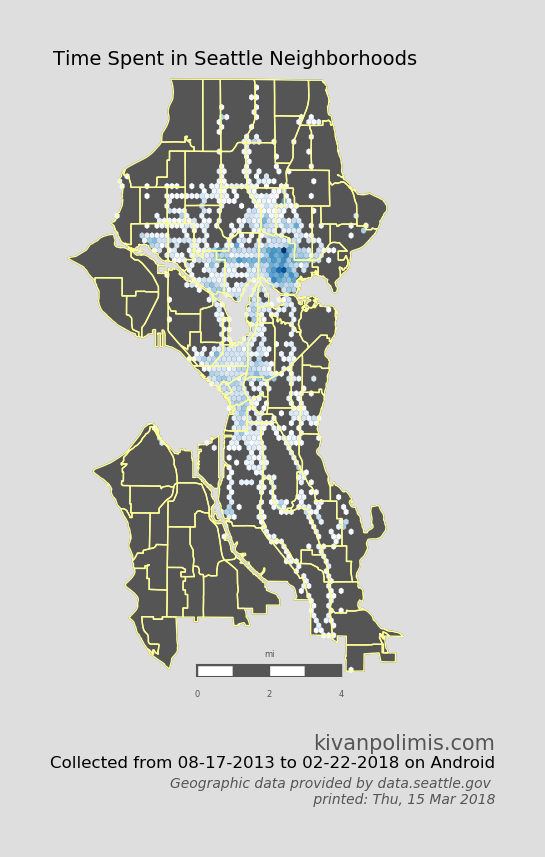 Time Spent in Seattle Neighborhoods
mi
0 2 4
kivanpolimis.com
Collected from 08-17-2013 to 02-22-2018 on Android
Geographic data provided by data.seattle.gov
printed: Thu, 15 Mar 2018